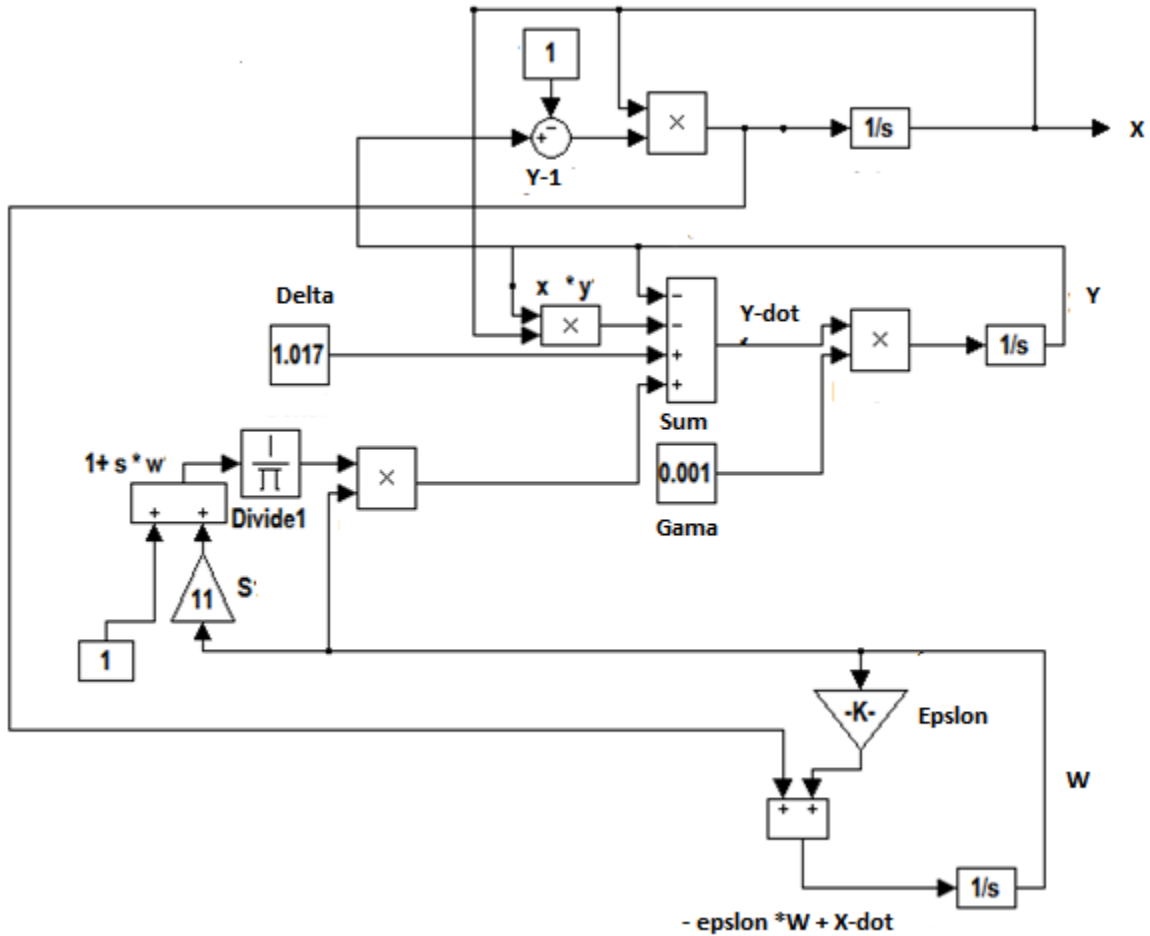 1
×
1/s
X
+ −
Y-1
Delta
x * y
1.017
×
−
−
+
+
Y-dot
×
1/s
Y
Sum
0.001
Gama
1+ s * w
1
∏
Divide1
×
+ +
11
S
1
-K-
Epslon
+ +
W
1/s
- epslon *W + X-dot